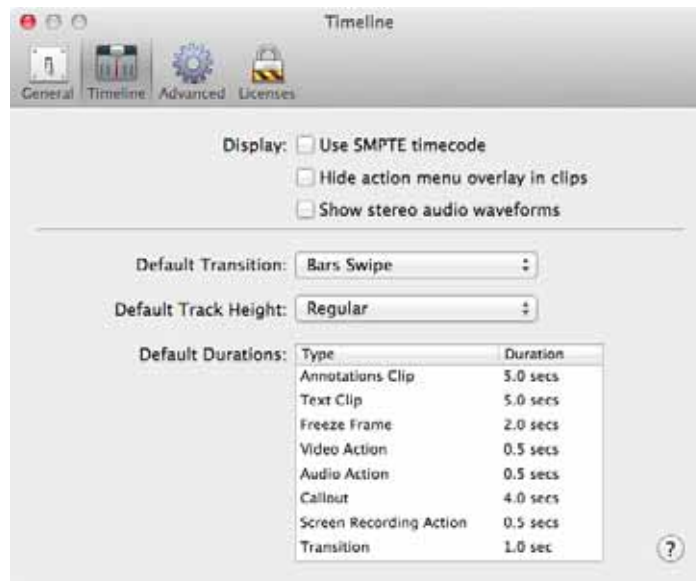 Timeline
General Timeline Advanced Licenses
Display: Use SMPTE timecode
Hide action menu overlay in clips
Show stereo audio waveforms
Default Transition: Bars Swipe
Default Track Height: Regular
Default Durations: Type Duration
Annotations Clip 5.0 secs
Text Clip 5.0 secs
Freeze Frame 2.0 secs
Video Action 0.5 secs
Audio Action 0.5 secs
Callout 4.0 secs
Screen Recording Action 0.5 secs
Transition 1.0 sec
?